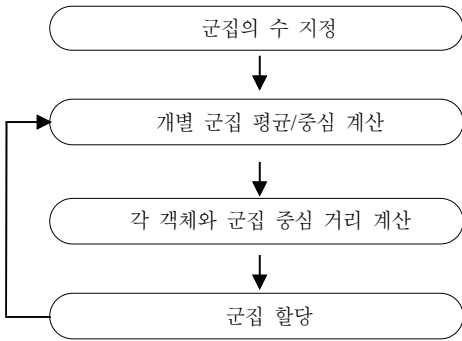 군집의 수 지정
개별 군집 평균/중심 계산
각 객체와 군집 중심 거리 계산
군집 할당